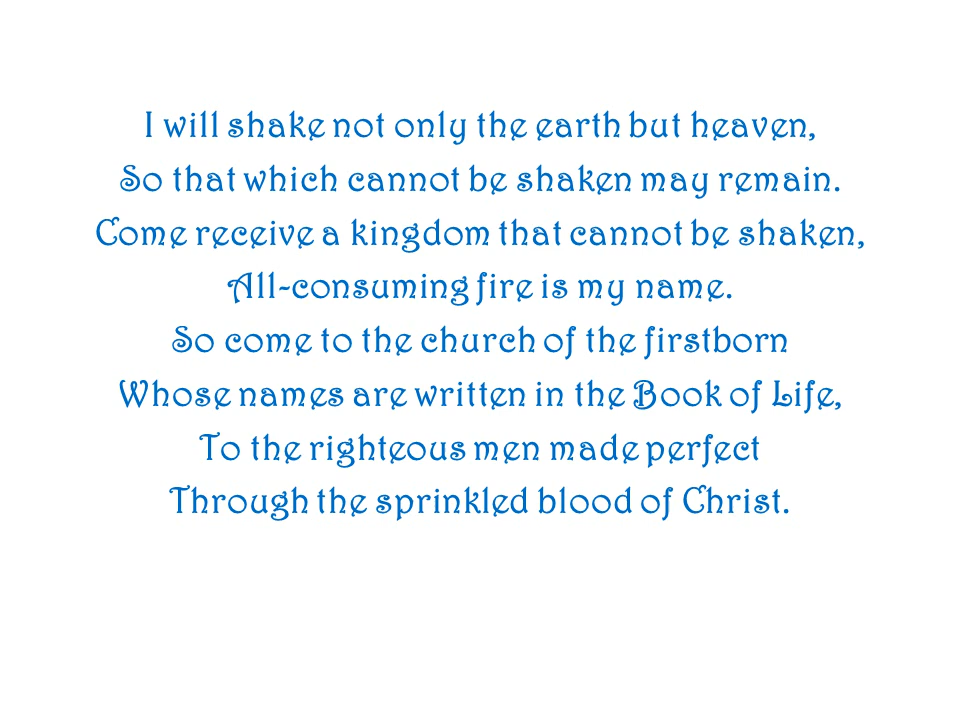 I will shake not only the earth but heaven,
So that which cannot be shaken may remain.
Come receive a kingdom that cannot be shaken,
All-consuming fire is my name.
So come to the church of the firstborn
Whose names are written in the Book of Life,
To the righteous men made perfect
Through the sprinkled blood of Christ.